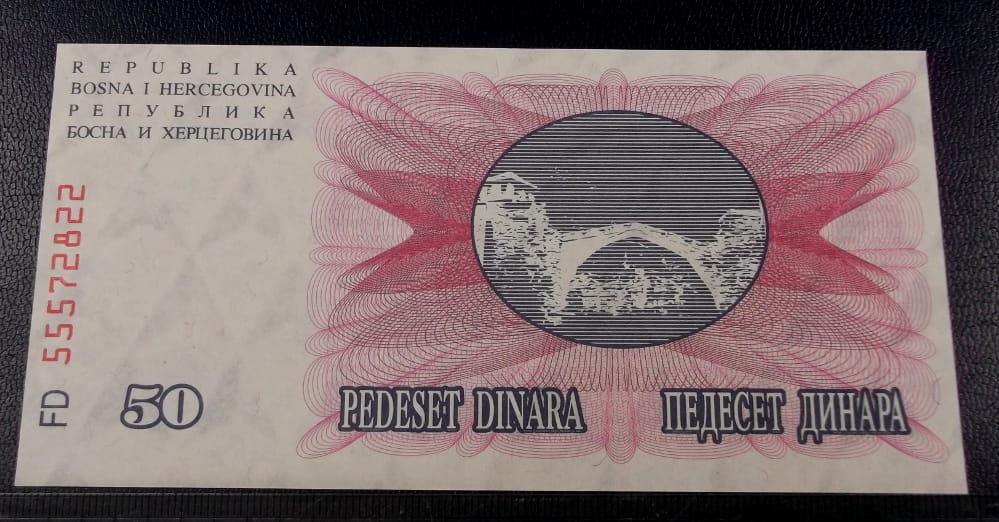 REPUBLIKA
BOSNA I HERCEGOVINA
РЕПУБЛИКА
БОСНА И ХЕРЦЕГОВИНА
FD 55572822
50
PEDESET DINARA
ПЕДЕСЕТ ДИНАРА